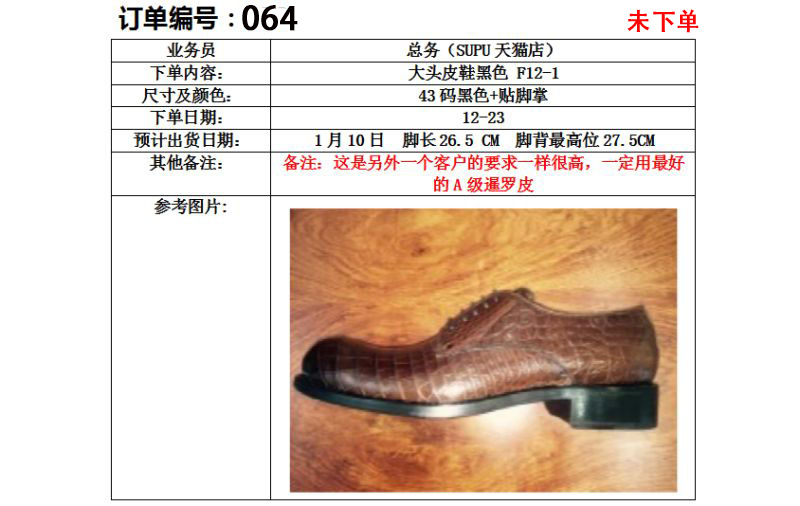 订单编号：064
未下单
业务员 总务（SUPU 天猫店）
下单内容： 大头皮鞋黑色 F12-1
尺寸及颜色： 43 码黑色+贴脚掌
下单日期： 12-23
预计出货日期： 1 月 10 日 脚长 26.5 CM 脚背最高位 27.5CM
其他备注： 备注：这是另外一个客户的要求一样很高，一定用最好
的 A 级暹罗皮
参考图片: